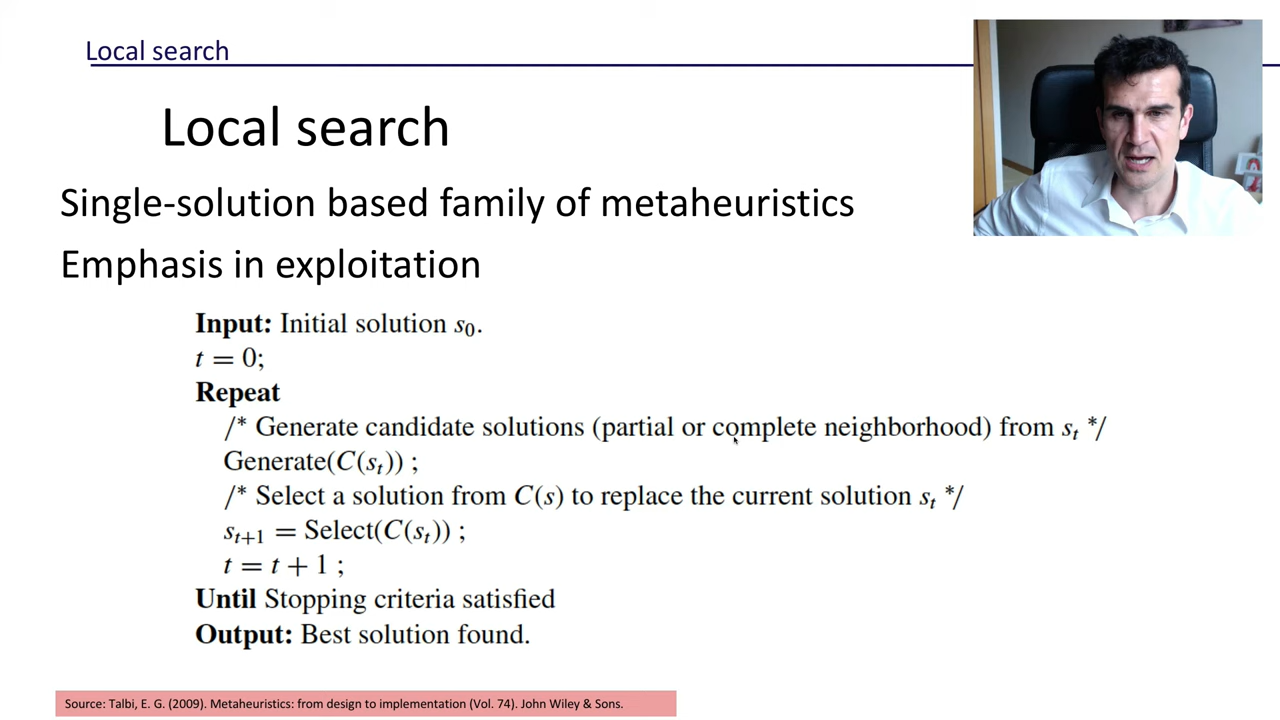 Local search
Local search
Single-solution based family of metaheuristics
Emphasis in exploitation
Input: Initial solution s₀.
t = 0;
Repeat
/* Generate candidate solutions (partial or complete neighborhood) from sₜ */
Generate(C(sₜ)) ;
/* Select a solution from C(s) to replace the current solution sₜ */
sₜ₊₁ = Select(C(sₜ)) ;
t = t + 1 ;
Until Stopping criteria satisfied
Output: Best solution found.
Source: Talbi, E. G. (2009). Metaheuristics: from design to implementation (Vol. 74). John Wiley & Sons.